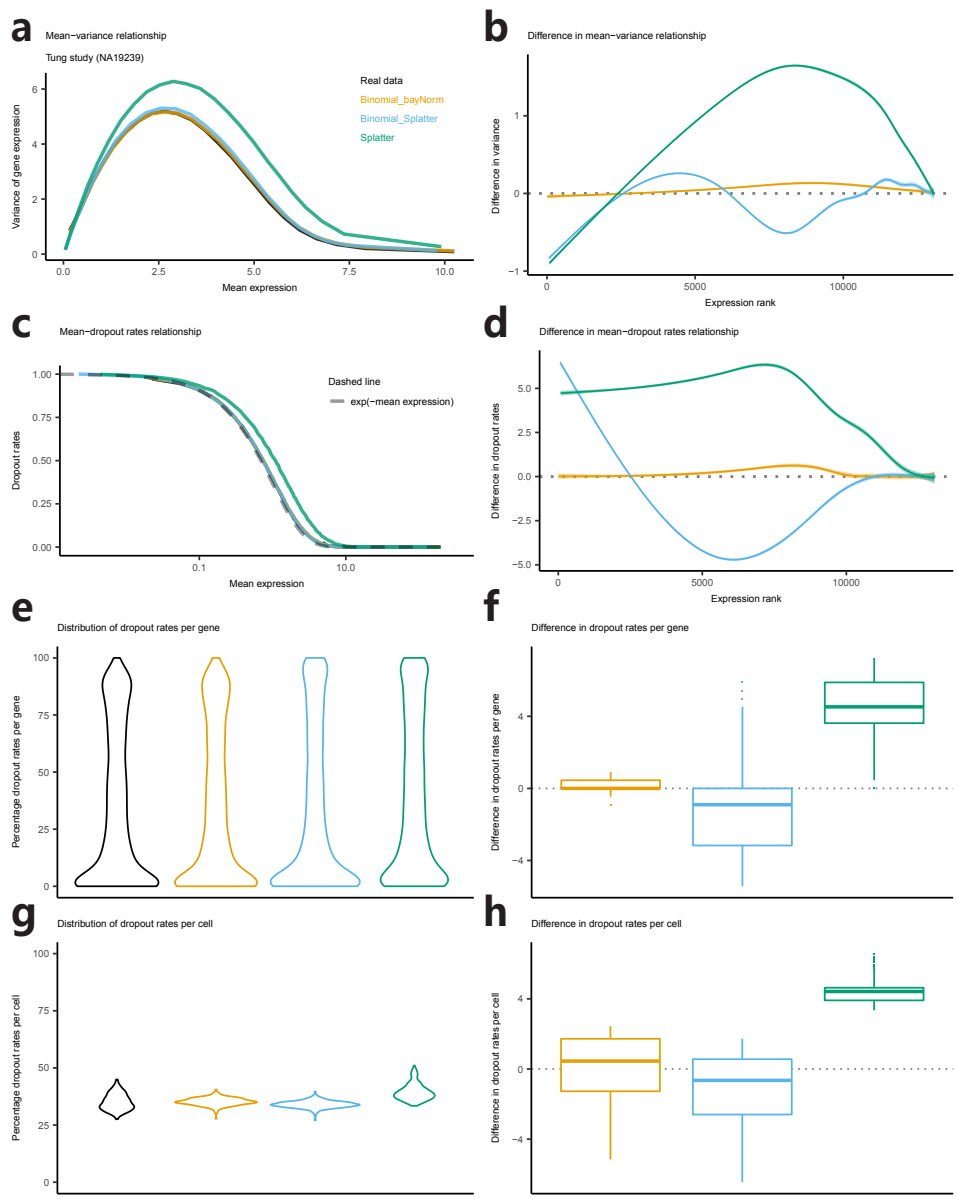 a
Mean−variance relationship
Tung study (NA19239)
Variance of gene expression
6
4
2
0
0.0
2.5
5.0
7.5
10.0
Mean expression
Real data
Binomial_bayNorm
Binomial_Splatter
Splatter
b
Difference in mean−variance relationship
Difference in variance
1
0
−1
0
5000
10000
Expression rank
c
Mean−dropout rates relationship
Dropout rates
1.00
0.75
0.50
0.25
0.00
0.1
10.0
Mean expression
Dashed line
exp(−mean expression)
d
Difference in mean−dropout rates relationship
Difference in dropout rates
5.0
2.5
0.0
−2.5
−5.0
0
5000
10000
Expression rank
e
Distribution of dropout rates per gene
Percentage dropout rates per gene
100
75
50
25
0
f
Difference in dropout rates per gene
Difference in dropout rates per gene
4
0
−4
g
Distribution of dropout rates per cell
Percentage dropout rates per cell
100
75
50
25
0
h
Difference in dropout rates per cell
Difference in dropout rates per cell
4
0
−4